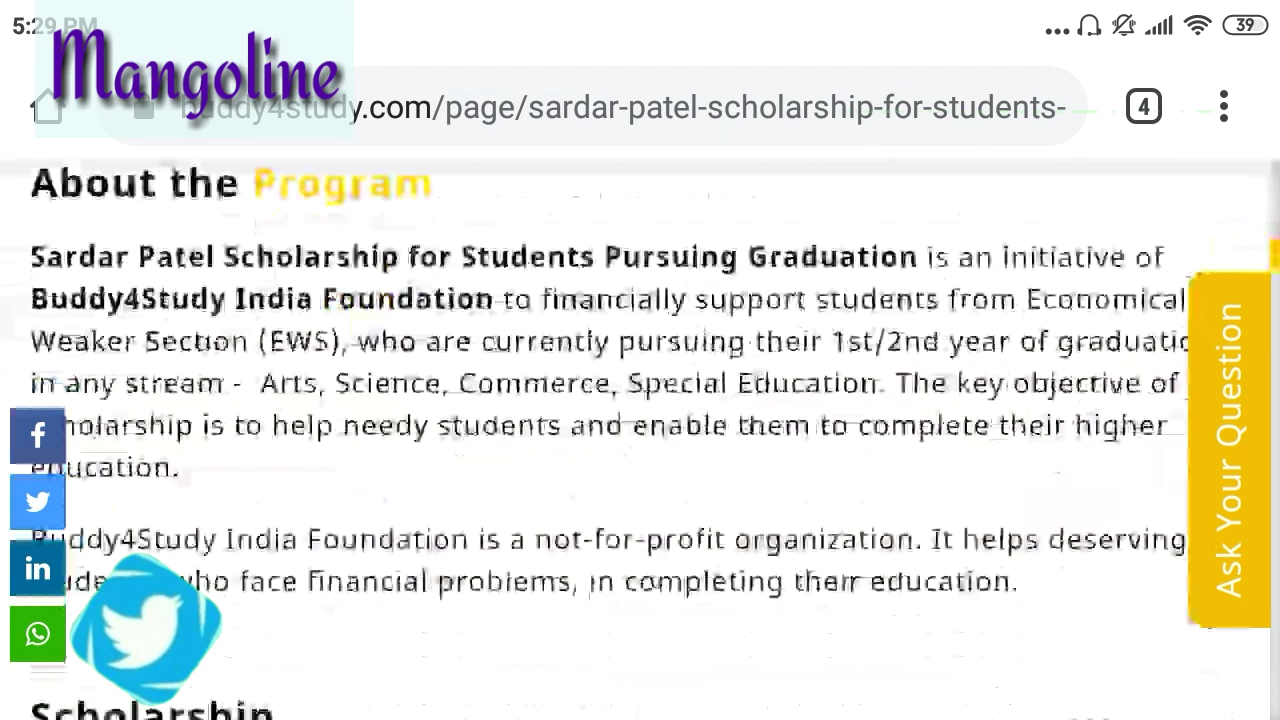 5:29 PM
39
Mangoline
buddy4study.com/page/sardar-patel-scholarship-for-students-
4
About the Program
Sardar Patel Scholarship for Students Pursuing Graduation is an initiative of
Buddy4Study India Foundation to financially support students from Economical
Weaker Section (EWS), who are currently pursuing their 1st/2nd year of graduatio
in any stream - Arts, Science, Commerce, Special Education. The key objective of
scholarship is to help needy students and enable them to complete their higher
education.
Buddy4Study India Foundation is a not-for-profit organization. It helps deserving
who face financial problems, in completing their education.
Scholarship
Ask Your Question